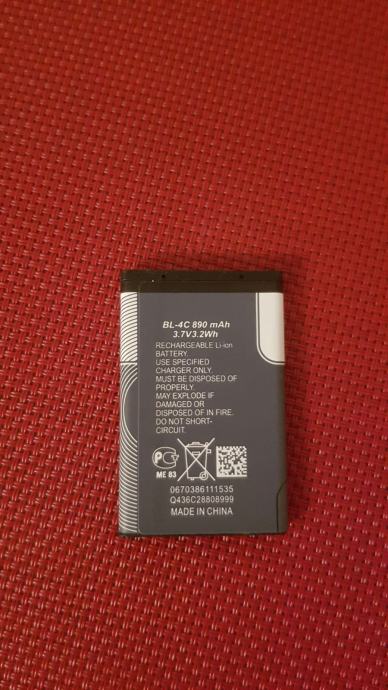 BL-4C 890 mAh
3.7V3.2Wh
RECHARGEABLE Li-ion
BATTERY.
USE SPECIFIED
CHARGER ONLY.
MUST BE DISPOSED OF
PROPERLY.
MAY EXPLODE IF
DAMAGED OR
DISPOSED OF IN FIRE.
DO NOT SHORT-
CIRCUIT.
ME 83
0670386111535
Q436C28808999
MADE IN CHINA